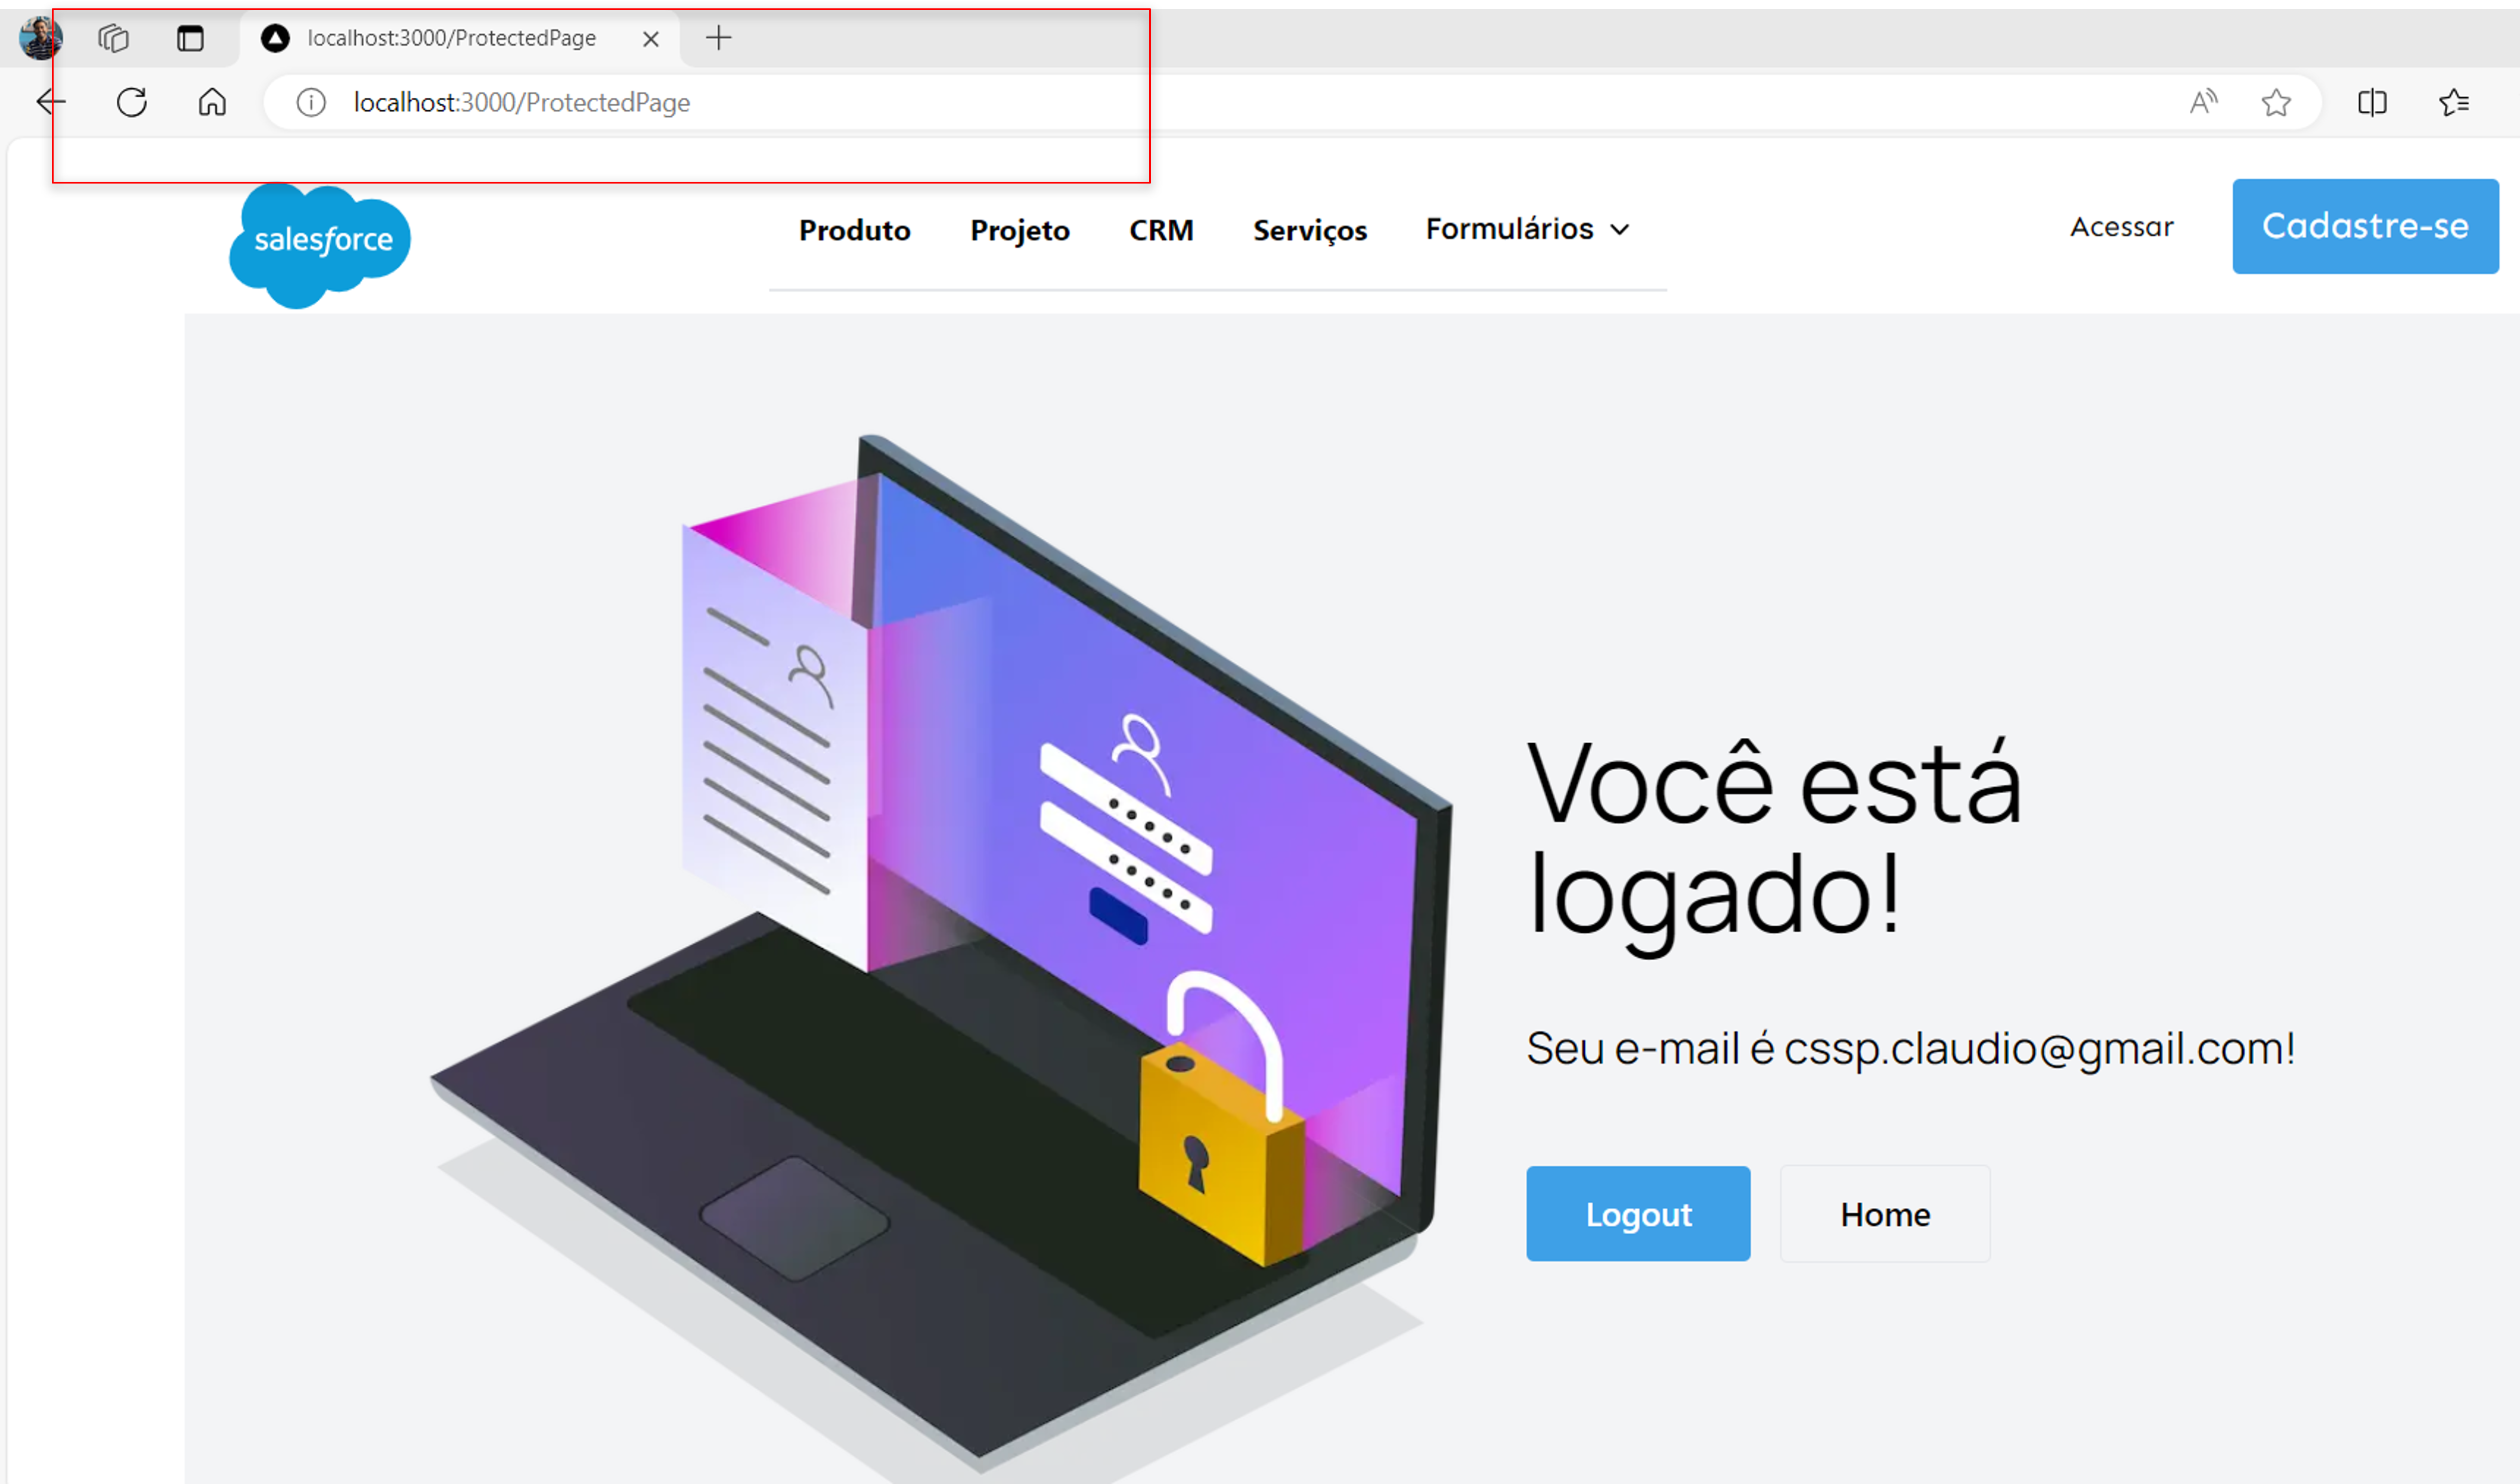 localhost:3000/ProtectedPage
localhost:3000/ProtectedPage
salesforce
Produto Projeto CRM Serviços Formulários Acessar Cadastre-se
Você está
logado!
Seu e-mail é cssp.claudio@gmail.com!
Logout Home